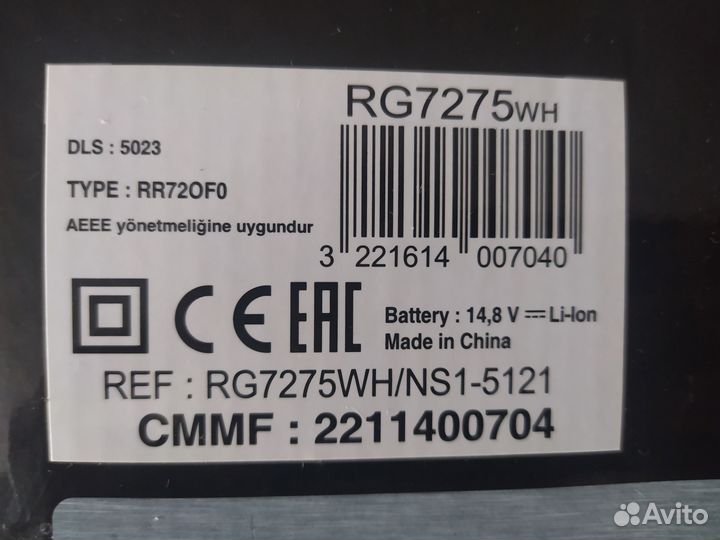 RG7275WH
DLS : 5023
TYPE : RR72OF0
AEEE yönetmeliğine uygundur
3 221614 007040
CE EAC
Battery : 14,8 V Li-Ion
Made in China
REF : RG7275WH/NS1-5121
CMMF : 2211400704
Avito